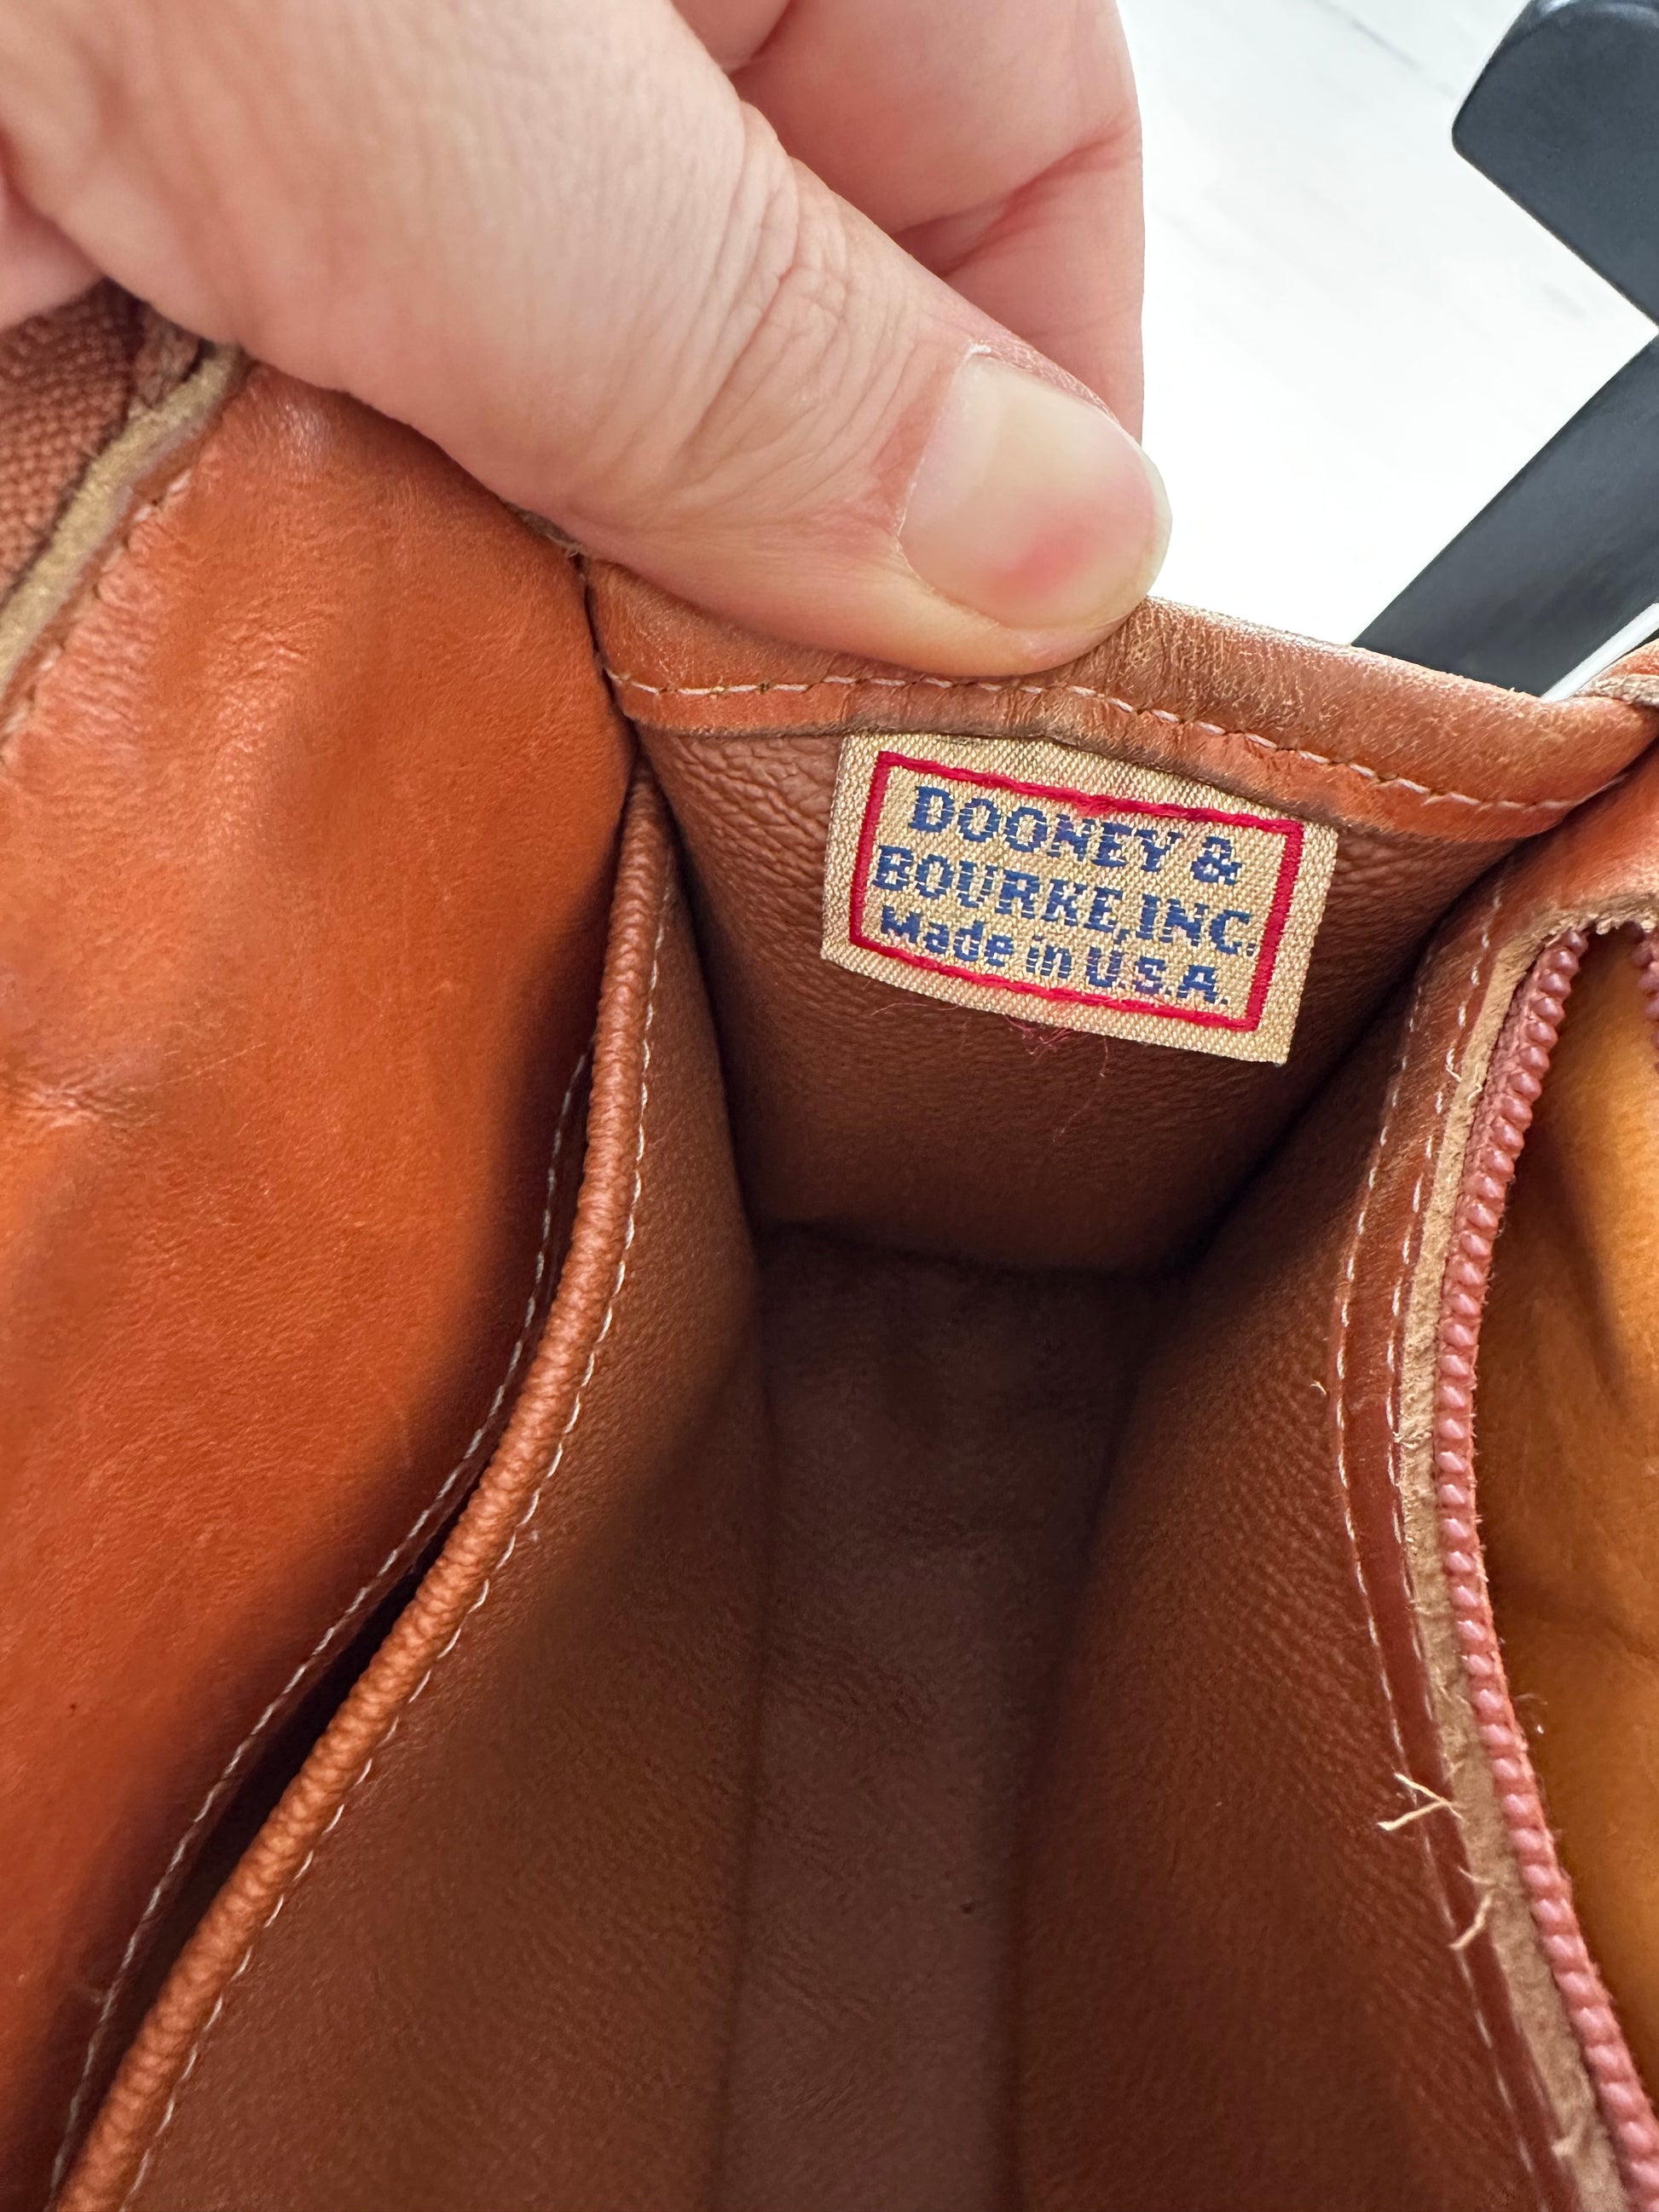 DOONEY &
BOURKE, INC.
Made in U.S.A.